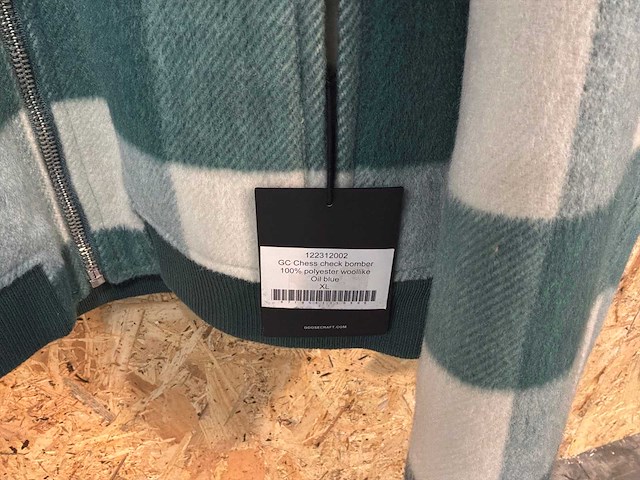 122312002
GC Chess check bomber
100% polyester woollike
Oil blue
XL
GOOSECRAFT.COM